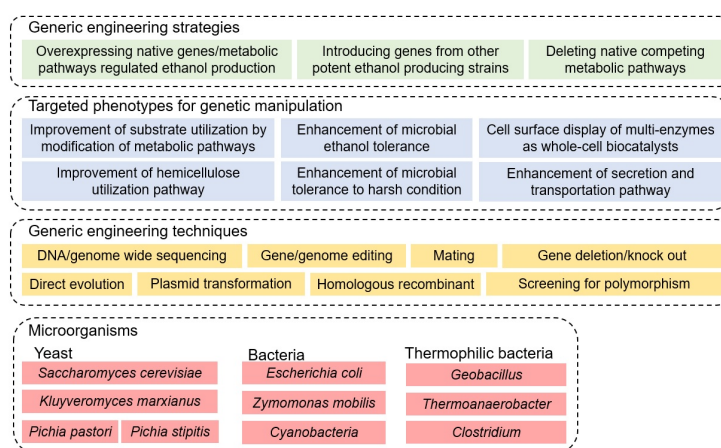 Generic engineering strategies
Overexpressing native genes/metabolic
pathways regulated ethanol production
Introducing genes from other
potent ethanol producing strains
Deleting native competing
metabolic pathways
Targeted phenotypes for genetic manipulation
Improvement of substrate utilization by
modification of metabolic pathways
Enhancement of microbial
ethanol tolerance
Cell surface display of multi-enzymes
as whole-cell biocatalysts
Improvement of hemicellulose
utilization pathway
Enhancement of microbial
tolerance to harsh condition
Enhancement of secretion and
transportation pathway
Generic engineering techniques
DNA/genome wide sequencing
Gene/genome editing
Mating
Gene deletion/knock out
Direct evolution
Plasmid transformation
Homologous recombinant
Screening for polymorphism
Microorganisms
Yeast
Saccharomyces cerevisiae
Kluyveromyces marxianus
Pichia pastori
Pichia stipitis
Bacteria
Escherichia coli
Zymomonas mobilis
Cyanobacteria
Thermophilic bacteria
Geobacillus
Thermoanaerobacter
Clostridium